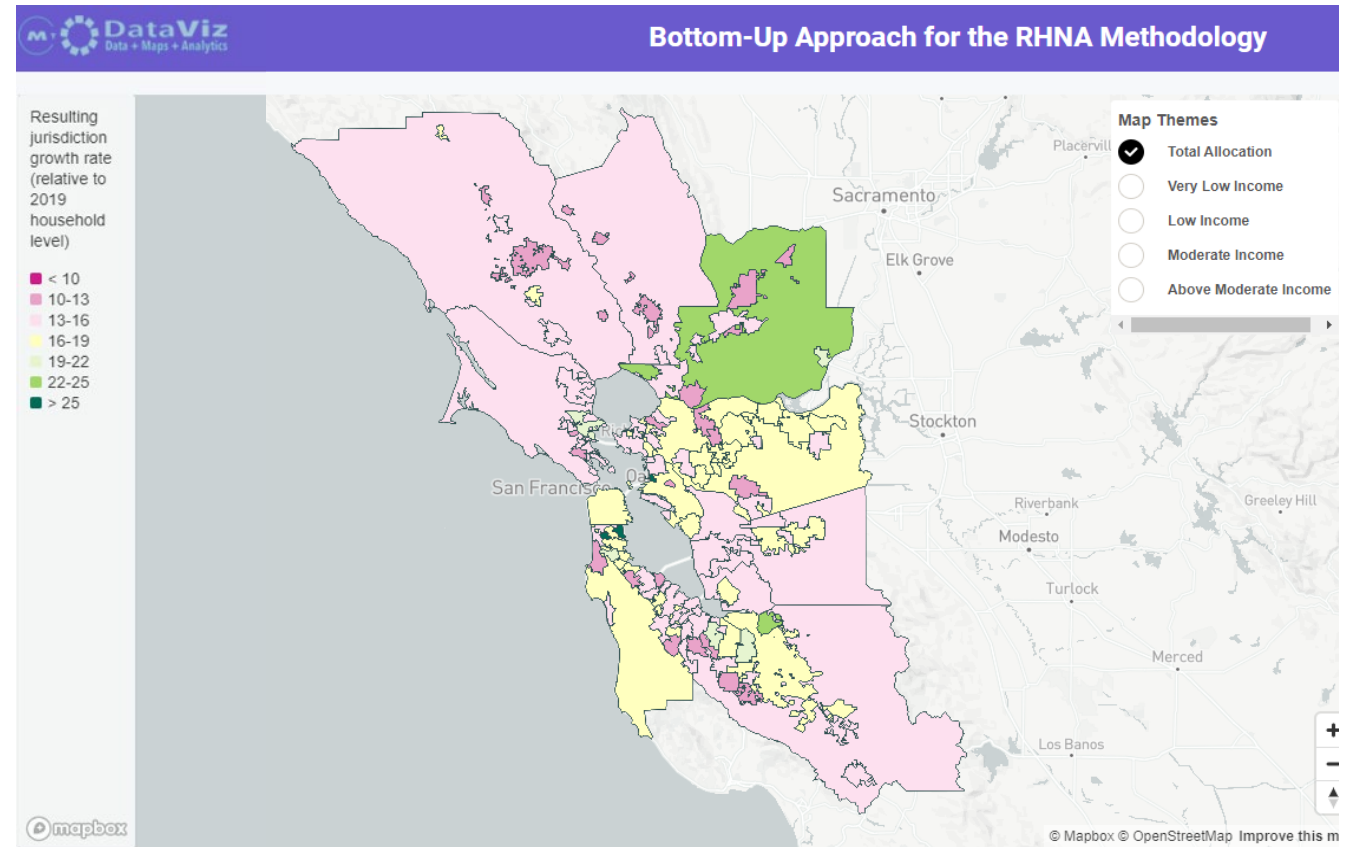 M
DataViz
Data + Maps + Analytics
Bottom-Up Approach for the RHNA Methodology
Resulting
jurisdiction
growth rate
(relative to
2019
household
level)
< 10
10-13
13-16
16-19
19-22
22-25
> 25
Map Themes
Total Allocation
Very Low Income
Low Income
Moderate Income
Above Moderate Income
Placervill
Sacramento
Elk Grove
Stockton
San Francisco
Oa
Riverbank
Greeley Hill
Modesto
Turlock
Merced
Los Banos
+
−
mapbox
© Mapbox © OpenStreetMap Improve this m